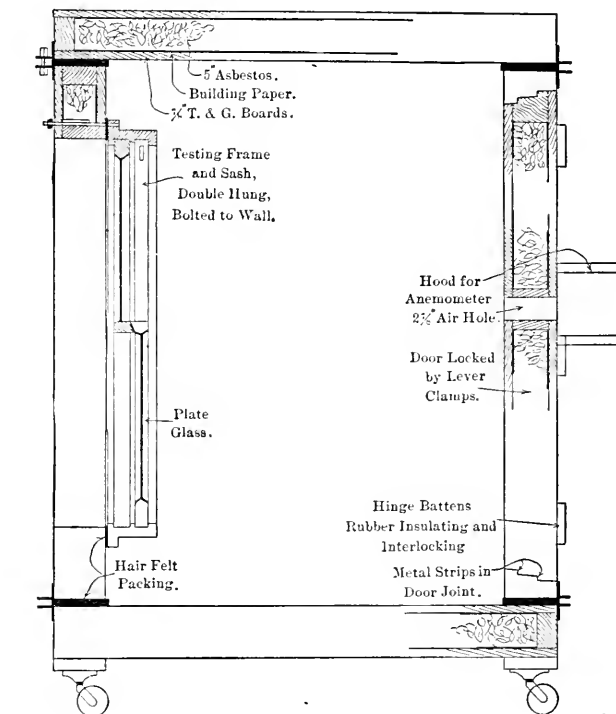 5" Asbestos.
Building Paper.
⅞" T. & G. Boards.
Testing Frame
and Sash,
Double Hung,
Bolted to Wall.
Hood for
Anemometer
2⅞" Air Hole.
Door Locked
by Lever
Clamps.
Plate
Glass.
Hinge Battens
Rubber Insulating and
Interlocking
Hair Felt
Packing.
Metal Strips in
Door Joint.